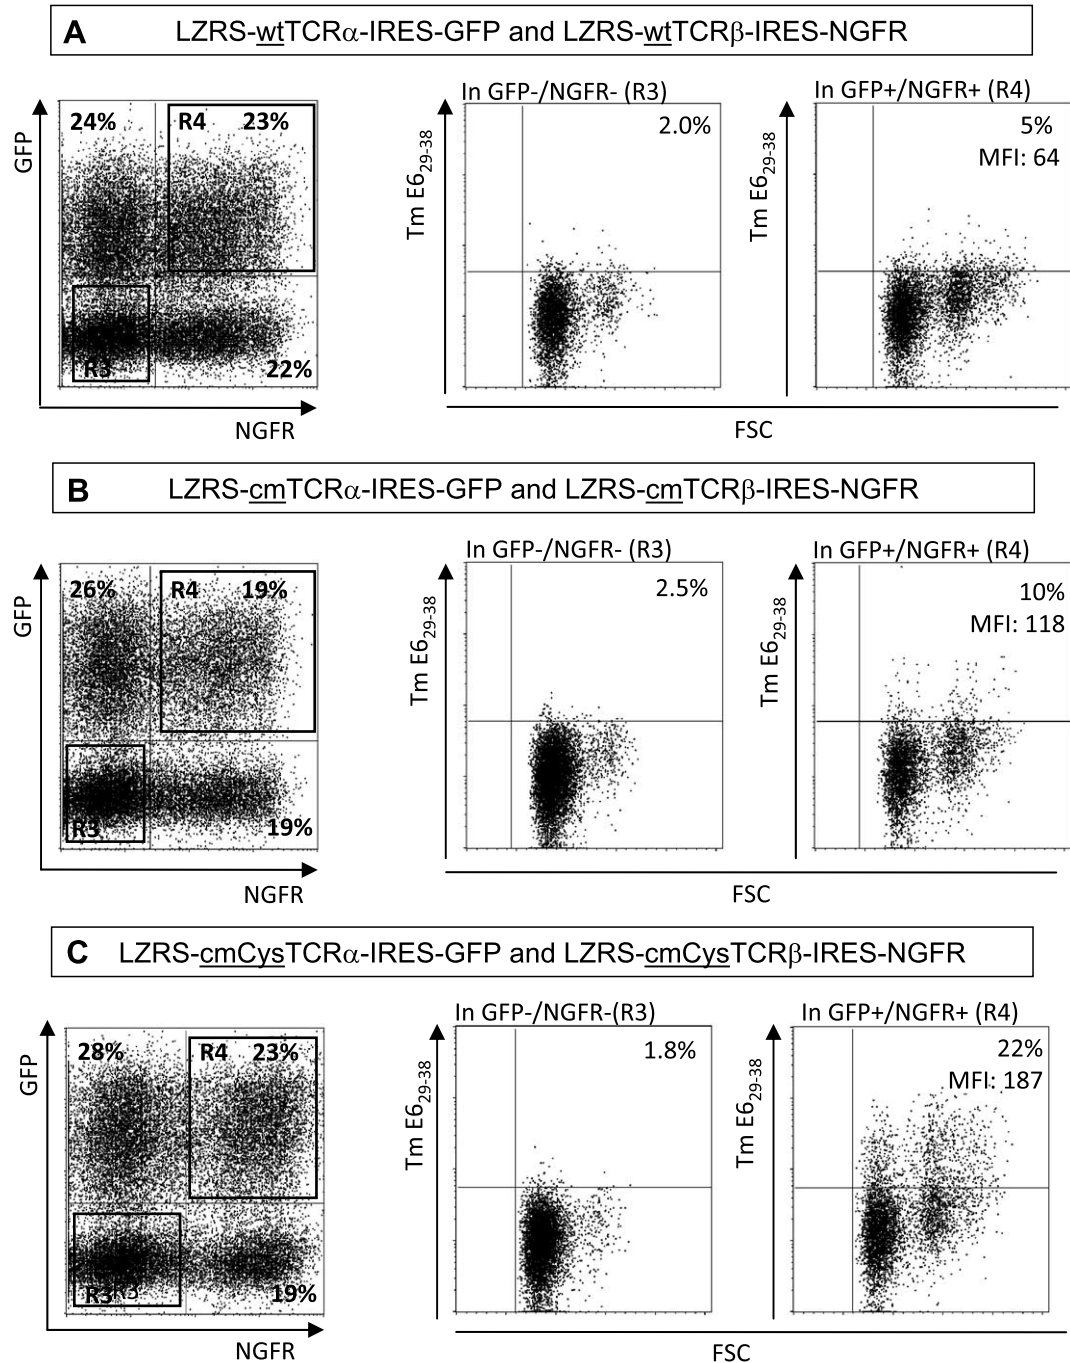 A LZRS-wtTCRα-IRES-GFP and LZRS-wtTCRβ-IRES-NGFR
In GFP-/NGFR- (R3)
In GFP+/NGFR+ (R4)
24% R4 23%
2.0%
5%
MFI: 64
GFP
Tm E629-38
Tm E629-38
R3
22%
NGFR
FSC
B LZRS-cmTCRα-IRES-GFP and LZRS-cmTCRβ-IRES-NGFR
In GFP-/NGFR- (R3)
In GFP+/NGFR+ (R4)
26% R4 19%
2.5%
10%
MFI: 118
GFP
Tm E629-38
Tm E629-38
R3
19%
NGFR
FSC
C LZRS-cmCysTCRα-IRES-GFP and LZRS-cmCysTCRβ-IRES-NGFR
In GFP-/NGFR-(R3)
In GFP+/NGFR+ (R4)
28% R4 23%
1.8%
22%
MFI: 187
GFP
Tm E629-38
Tm E629-38
R3 R3
19%
NGFR
FSC